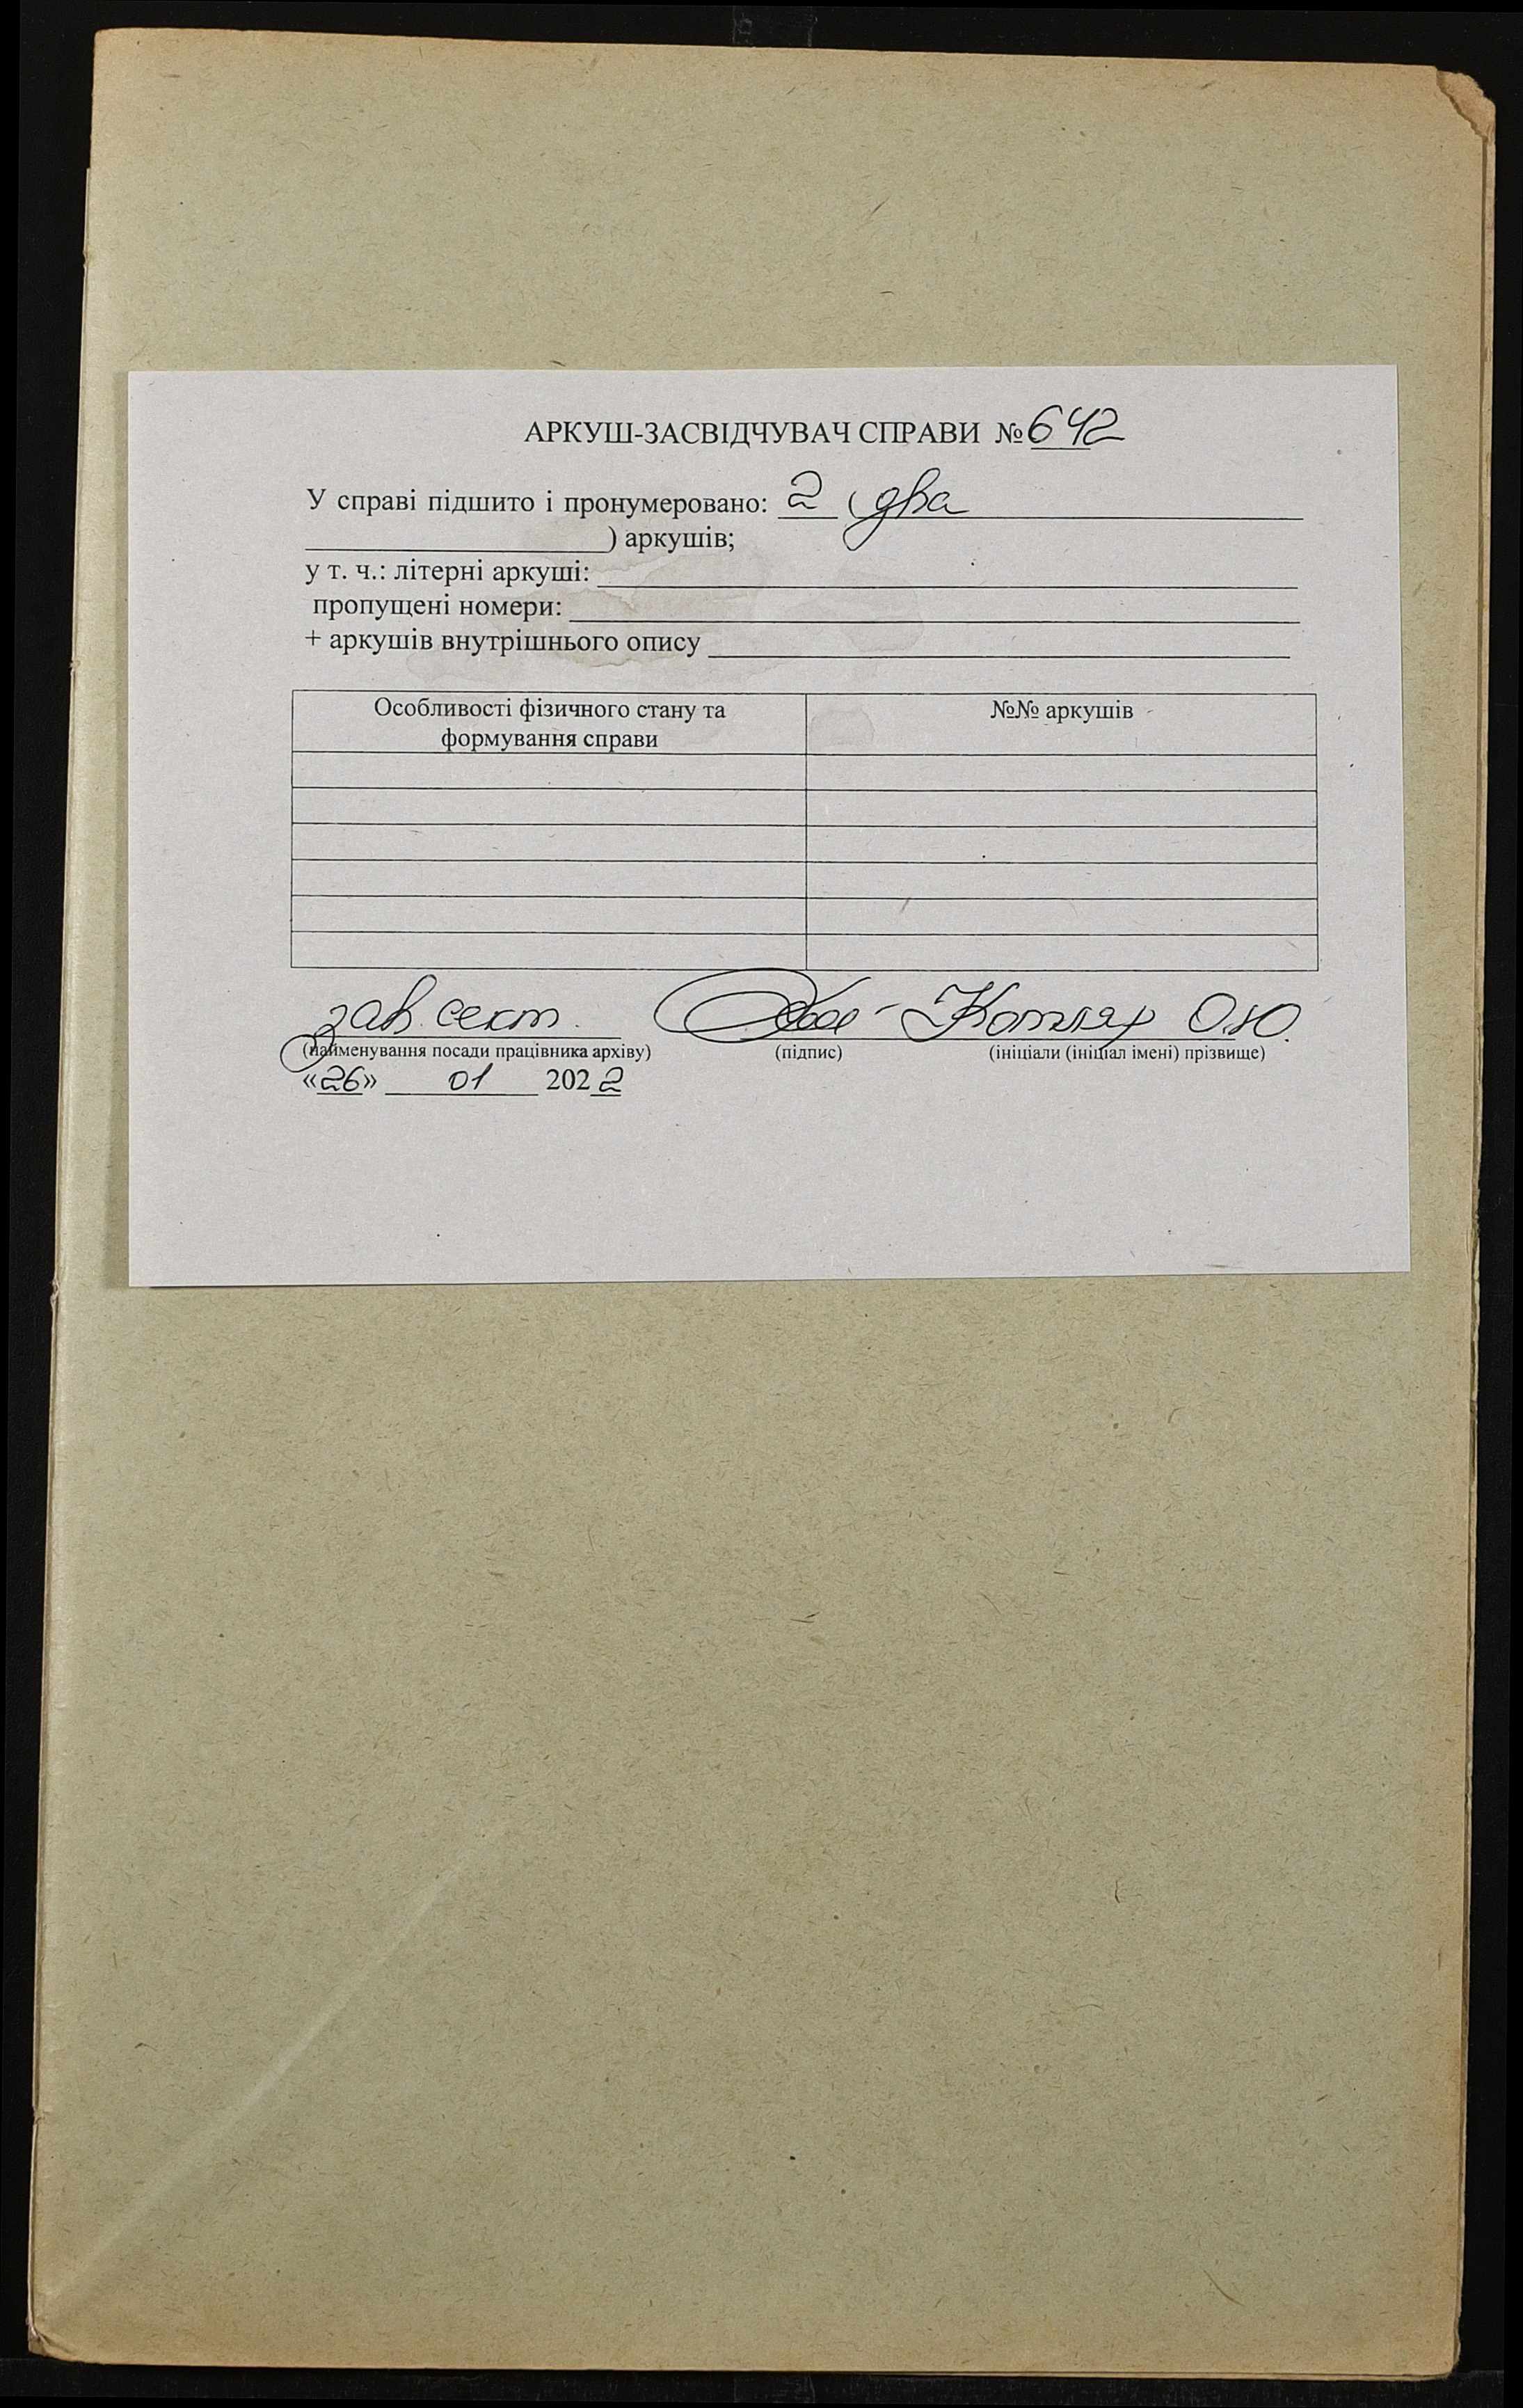 АРКУШ-ЗАСВІДЧУВАЧ СПРАВИ № 642
У справі підшито і пронумеровано: 2 (два
) аркушів;
у т. ч.: літерні аркуші:
пропущені номери:
+ аркушів внутрішнього опису
Особливості фізичного стану та формування справи №№ аркушів
зав. сект. Котляр О.Ю.
(найменування посади працівника архіву) (підпис) (ініціали (ініціал імені) прізвище)
«26» 01 2022